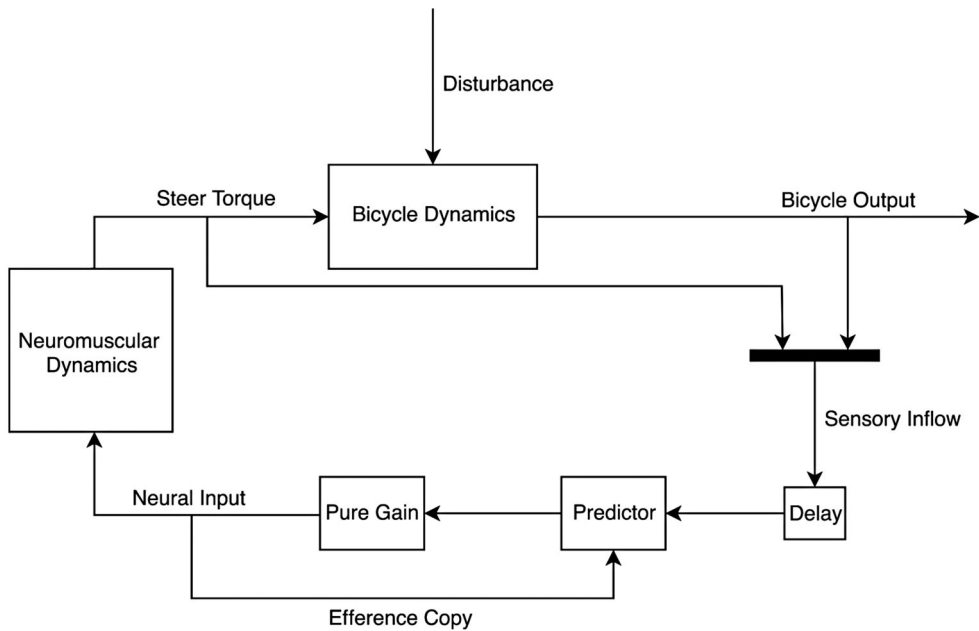 Disturbance
Steer Torque
Bicycle Dynamics
Bicycle Output
Neuromuscular
Dynamics
Sensory Inflow
Neural Input
Pure Gain
Predictor
Delay
Efference Copy